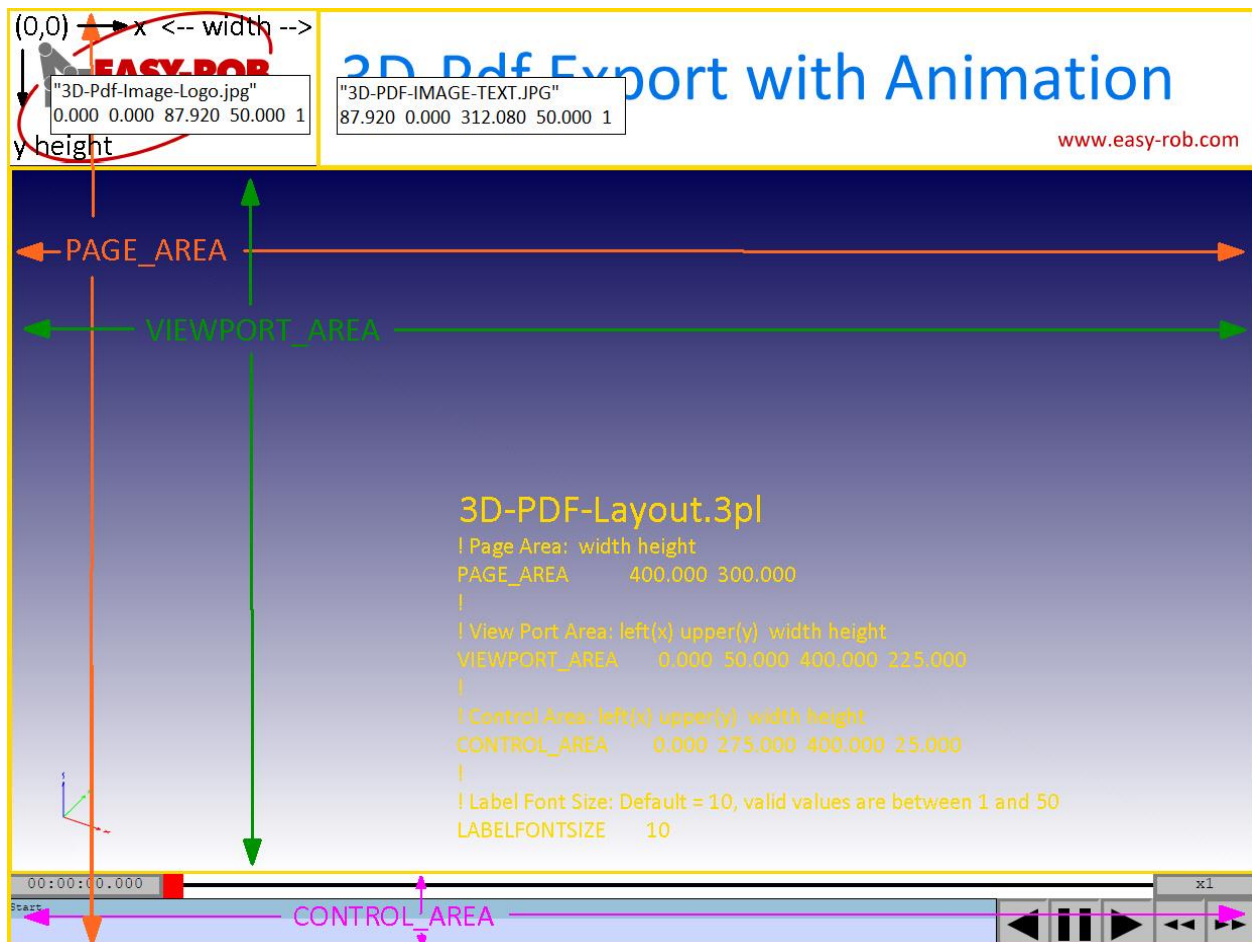 (0,0) x <-- width -->
EASY-ROB
"3D-Pdf-Image-Logo.jpg"
0.000 0.000 87.920 50.000 1
y height
3D-Pdf Export with Animation
"3D-PDF-IMAGE-TEXT.JPG"
87.920 0.000 312.080 50.000 1
www.easy-rob.com
PAGE_AREA
VIEWPORT_AREA
3D-PDF-Layout.3pl
! Page Area: width height
PAGE_AREA 400.000 300.000
!
! View Port Area: left(x) upper(y) width height
VIEWPORT_AREA 0.000 50.000 400.000 225.000
!
! Control Area: left(x) upper(y) width height
CONTROL_AREA 0.000 275.000 400.000 25.000
!
! Label Font Size: Default = 10, valid values are between 1 and 50
LABELFONTSIZE 10
00:00:00.000
x1
Start
CONTROL_AREA